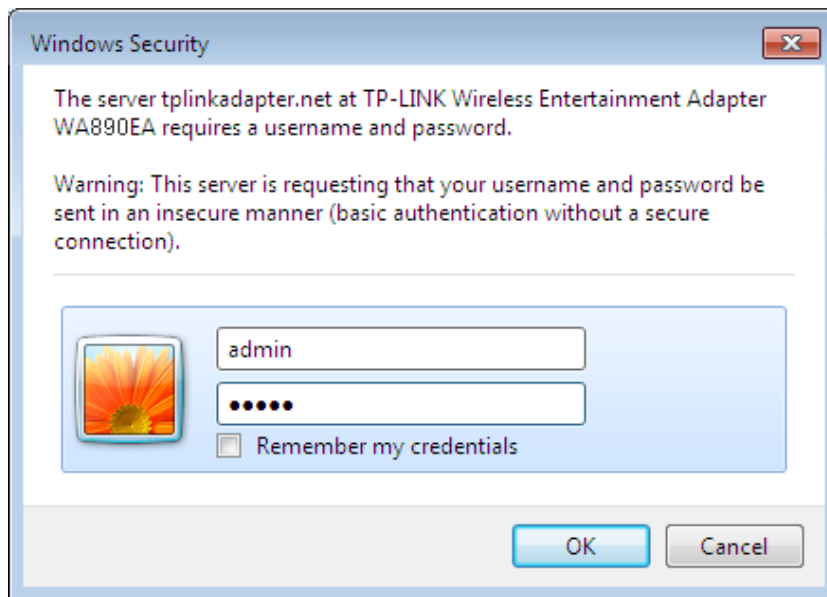 Windows Security
The server tplinkadapter.net at TP-LINK Wireless Entertainment Adapter
WA890EA requires a username and password.
Warning: This server is requesting that your username and password be
sent in an insecure manner (basic authentication without a secure
connection).
admin
●●●●●
Remember my credentials
OK
Cancel